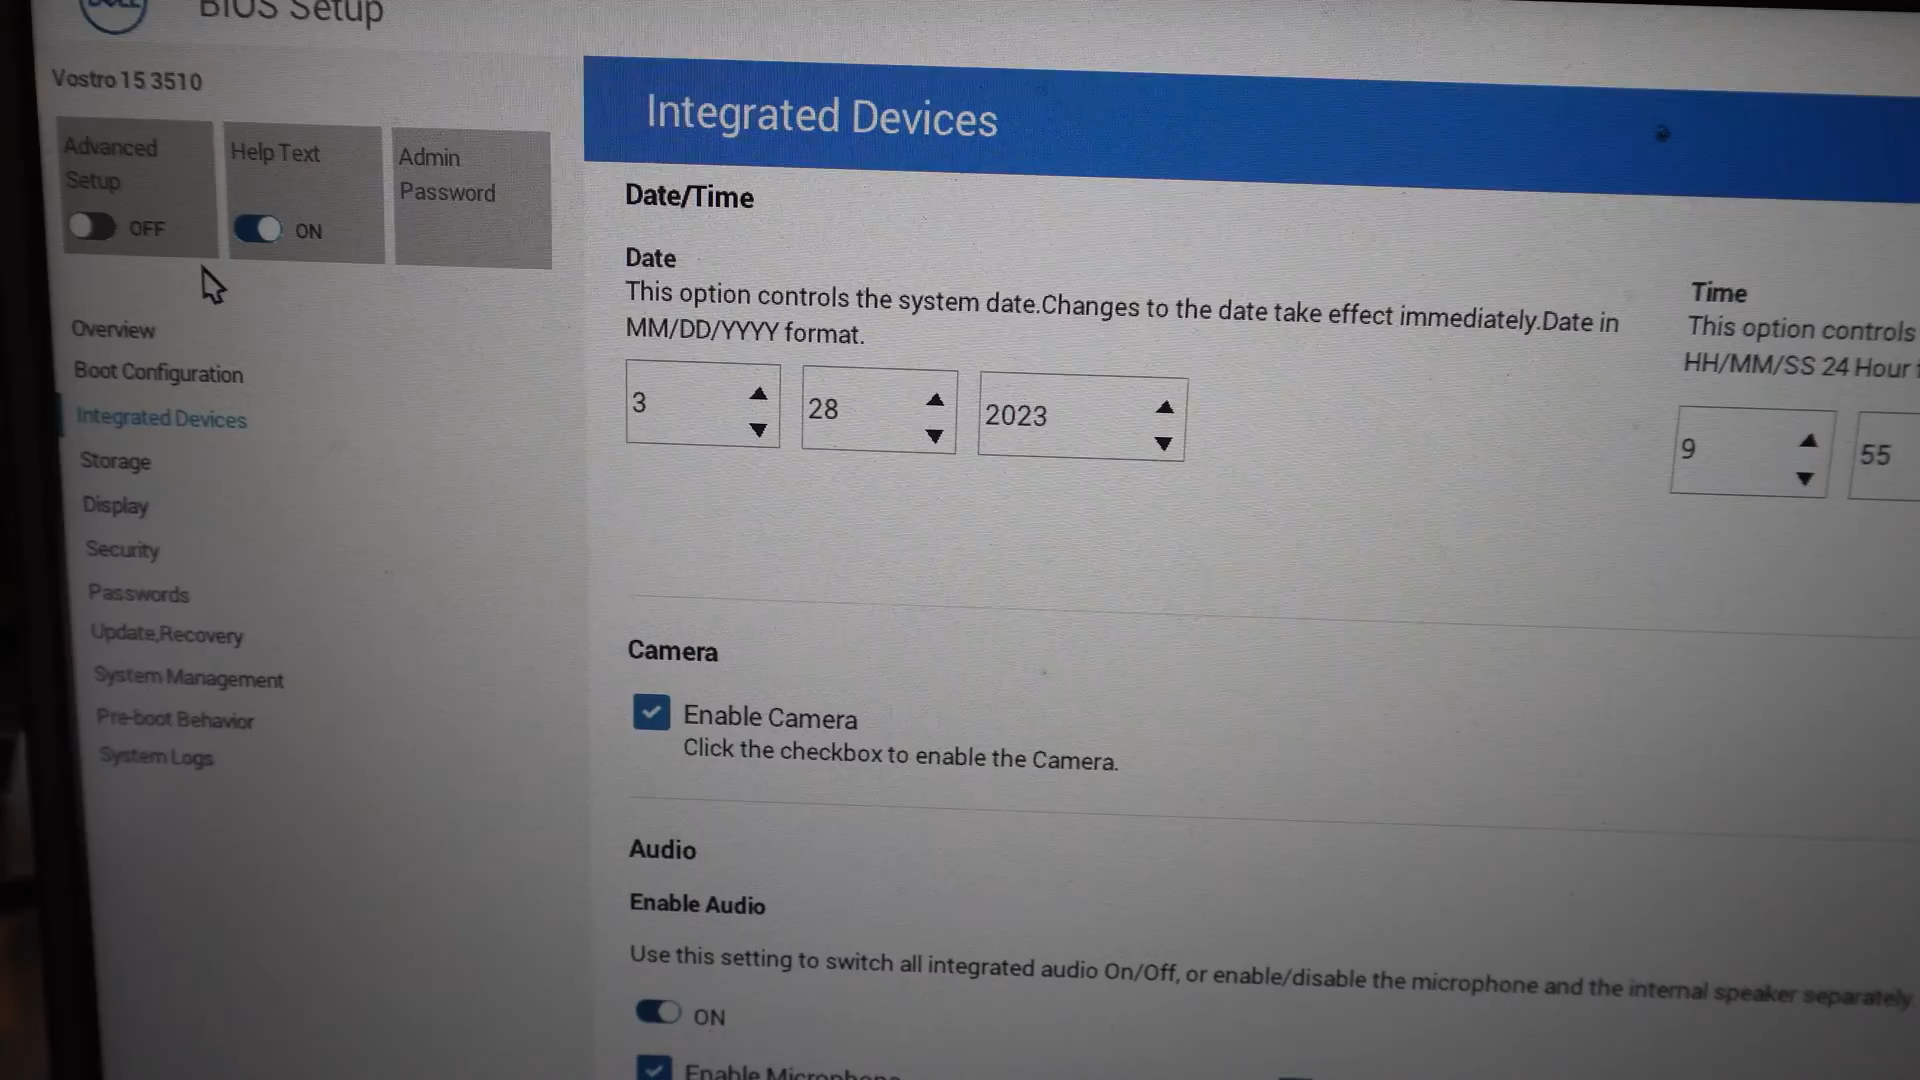 DELL
BIOS Setup
Vostro 15 3510
Advanced
Setup
OFF
Help Text
ON
Admin
Password
Overview
Boot Configuration
Integrated Devices
Storage
Display
Security
Passwords
Update,Recovery
System Management
Pre-boot Behavior
System Logs
Integrated Devices
Date/Time
Date
This option controls the system date.Changes to the date take effect immediately.Date in
MM/DD/YYYY format.
3
28
2023
Time
This option controls
HH/MM/SS 24 Hour
9
55
Camera
Enable Camera
Click the checkbox to enable the Camera.
Audio
Enable Audio
Use this setting to switch all integrated audio On/Off, or enable/disable the microphone and the internal speaker separately
ON
Enable Microphone